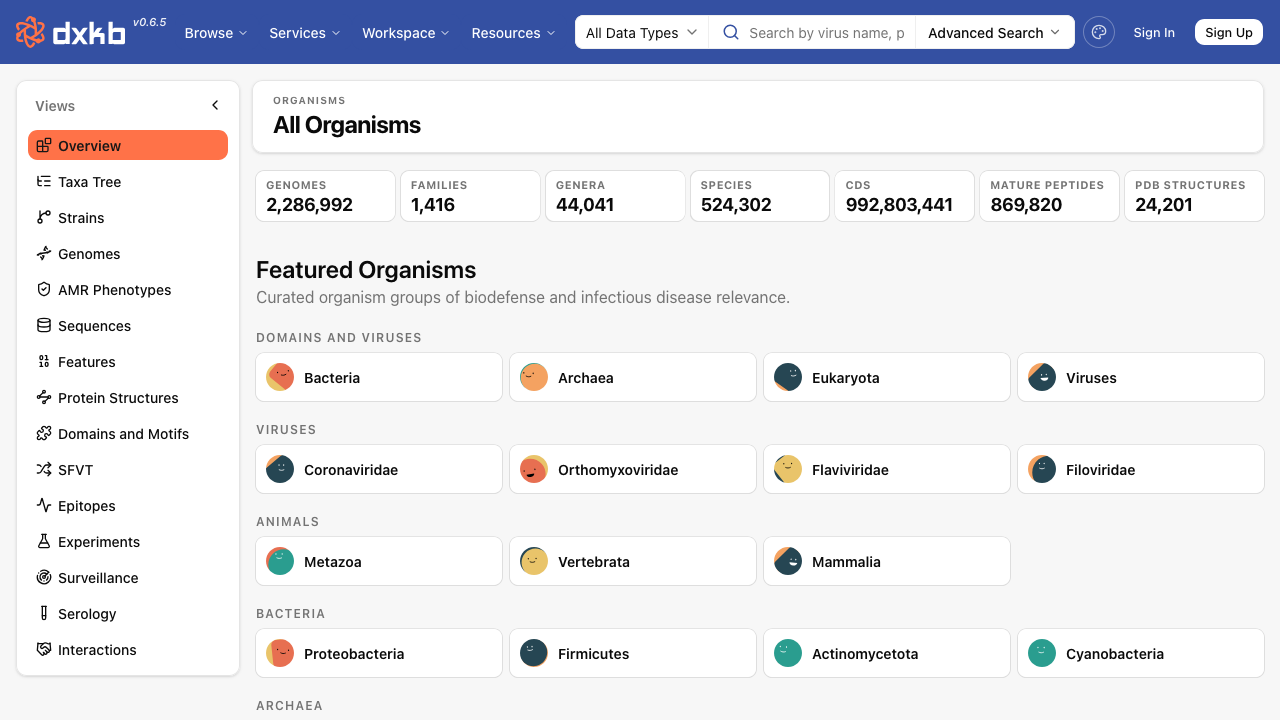 dxkb v0.6.5 Browse Services Workspace Resources All Data Types Search by virus name, p Advanced Search Sign In Sign Up
Views
Overview
Taxa Tree
Strains
Genomes
AMR Phenotypes
Sequences
Features
Protein Structures
Domains and Motifs
SFVT
Epitopes
Experiments
Surveillance
Serology
Interactions
ORGANISMS
All Organisms
GENOMES FAMILIES GENERA SPECIES CDS MATURE PEPTIDES PDB STRUCTURES
2,286,992 1,416 44,041 524,302 992,803,441 869,820 24,201
Featured Organisms
Curated organism groups of biodefense and infectious disease relevance.
DOMAINS AND VIRUSES
Bacteria Archaea Eukaryota Viruses
VIRUSES
Coronaviridae Orthomyxoviridae Flaviviridae Filoviridae
ANIMALS
Metazoa Vertebrata Mammalia
BACTERIA
Proteobacteria Firmicutes Actinomycetota Cyanobacteria
ARCHAEA